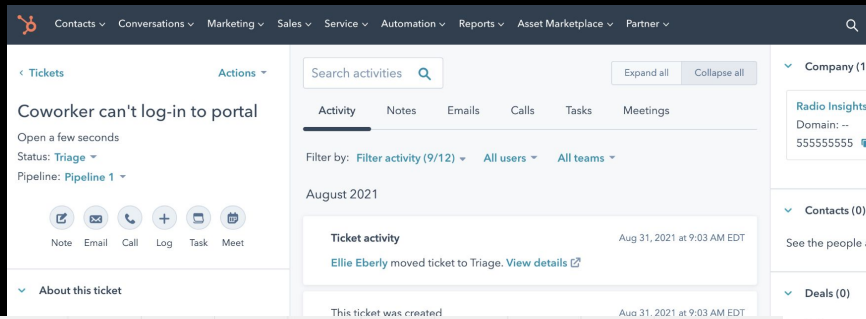 Contacts Conversations Marketing Sales Service Automation Reports Asset Marketplace Partner
< Tickets
Actions
Coworker can't log-in to portal
Open a few seconds
Status: Triage
Pipeline: Pipeline 1
Note Email Call Log Task Meet
About this ticket
Search activities
Expand all Collapse all
Activity Notes Emails Calls Tasks Meetings
Filter by: Filter activity (9/12) All users All teams
August 2021
Ticket activity
Aug 31, 2021 at 9:03 AM EDT
Ellie Eberly moved ticket to Triage. View details
This ticket was created
Aug 31, 2021 at 9:03 AM EDT
Company (1
Radio Insights
Domain: --
555555555
Contacts (0)
See the people
Deals (0)